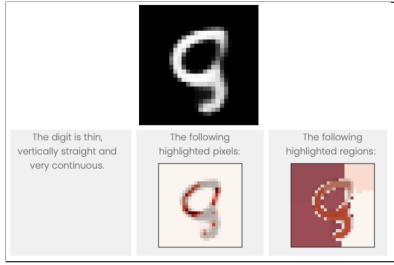 The digit is thin,
vertically straight and
very continuous.
The following
highlighted pixels:
The following
highlighted regions: